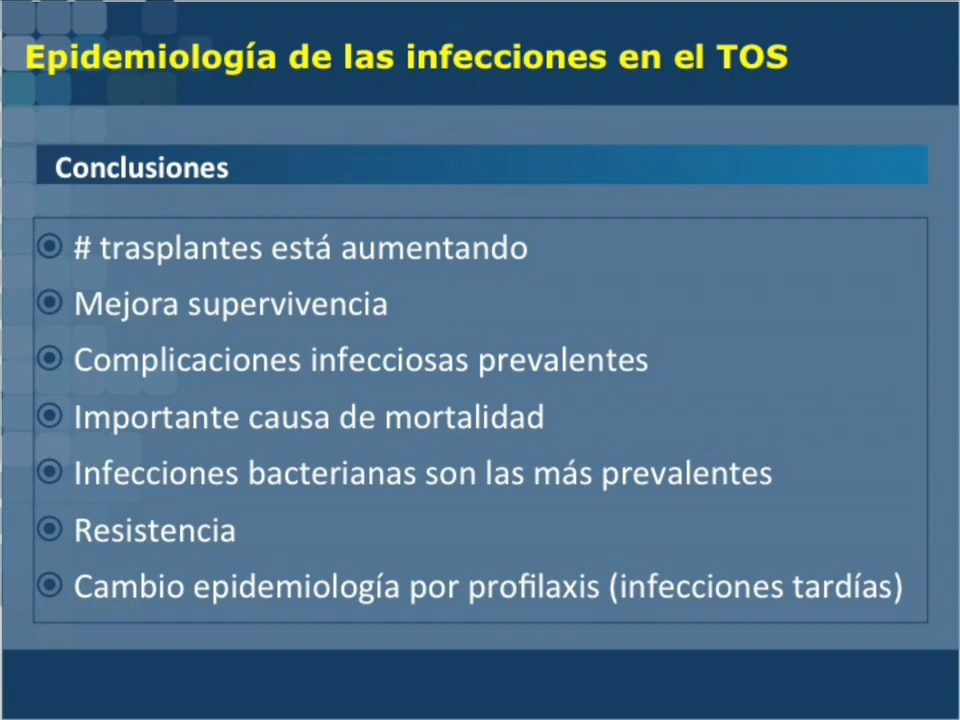 Epidemiología de las infecciones en el TOS
Conclusiones
# trasplantes está aumentando
Mejora supervivencia
Complicaciones infecciosas prevalentes
Importante causa de mortalidad
Infecciones bacterianas son las más prevalentes
Resistencia
Cambio epidemiología por profilaxis (infecciones tardías)